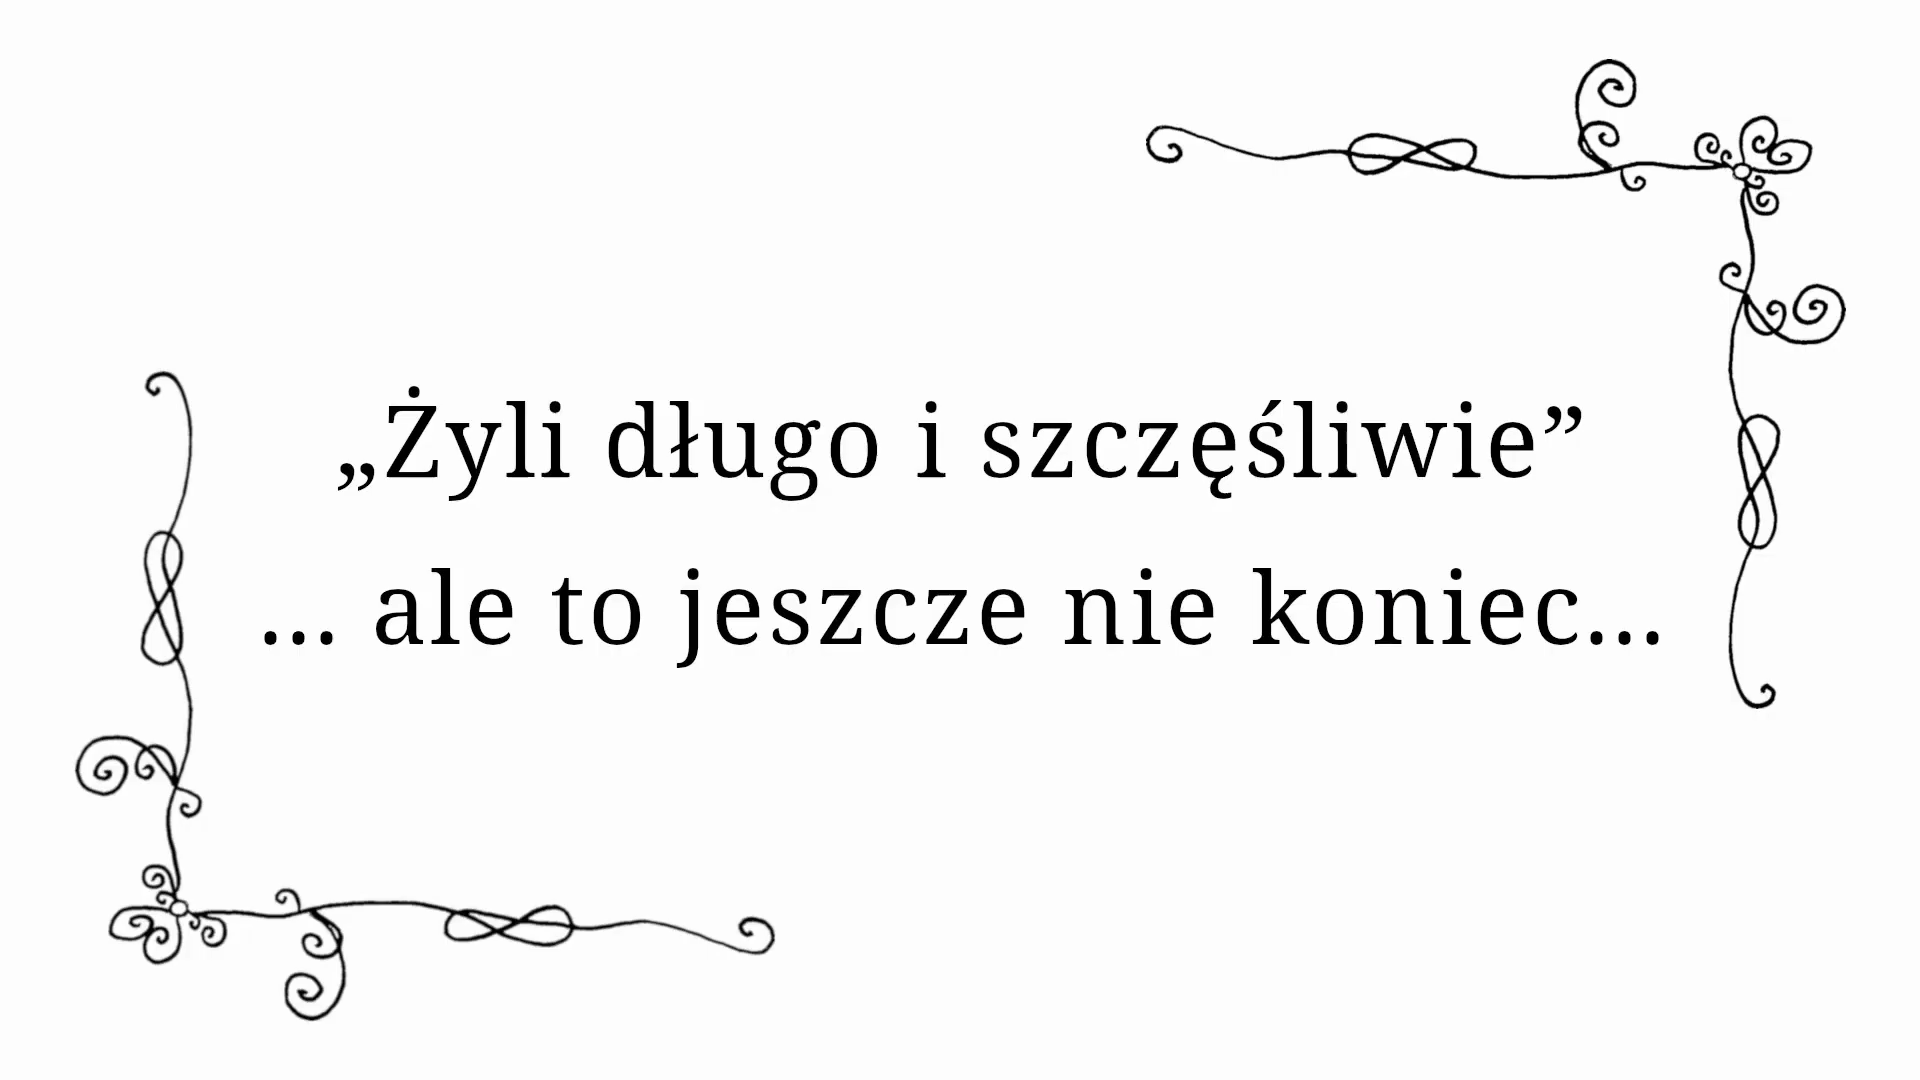 „Żyli długo i szczęśliwie”
... ale to jeszcze nie koniec...